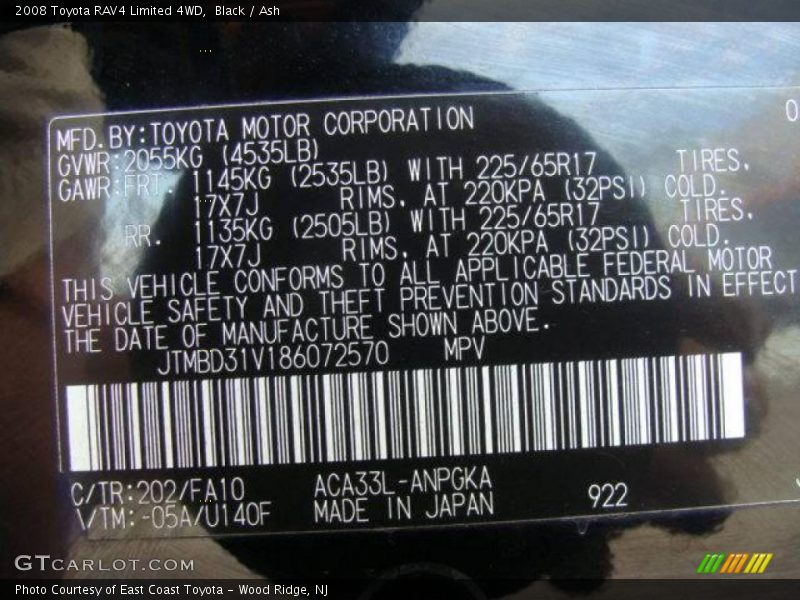 2008 Toyota RAV4 Limited 4WD, Black / Ash
MFD.BY:TOYOTA MOTOR CORPORATION
GVWR:2055KG (4535LB)
GAWR:FRT. 1145KG (2535LB) WITH 225/65R17 TIRES,
17X7J RIMS, AT 220KPA (32PSI) COLD.
RR. 1135KG (2505LB) WITH 225/65R17 TIRES,
17X7J RIMS, AT 220KPA (32PSI) COLD.
THIS VEHICLE CONFORMS TO ALL APPLICABLE FEDERAL MOTOR
VEHICLE SAFETY AND THEFT PREVENTION STANDARDS IN EFFECT
THE DATE OF MANUFACTURE SHOWN ABOVE.
JTMBD31V186072570 MPV
C/TR:202/FA10 ACA33L-ANPGKA
V/TM:-05A/U140F MADE IN JAPAN 922
GTCARLOT.COM
Photo Courtesy of East Coast Toyota - Wood Ridge, NJ